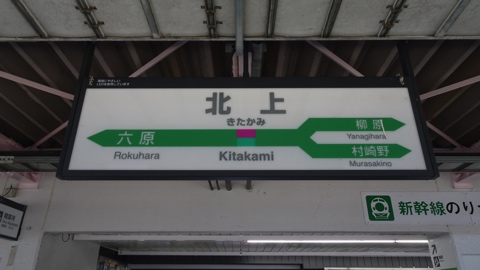 北上
きたかみ
六原
Rokuhara
Kitakami
柳原
Yanagihara
村崎野
Murasakino
新幹線のり